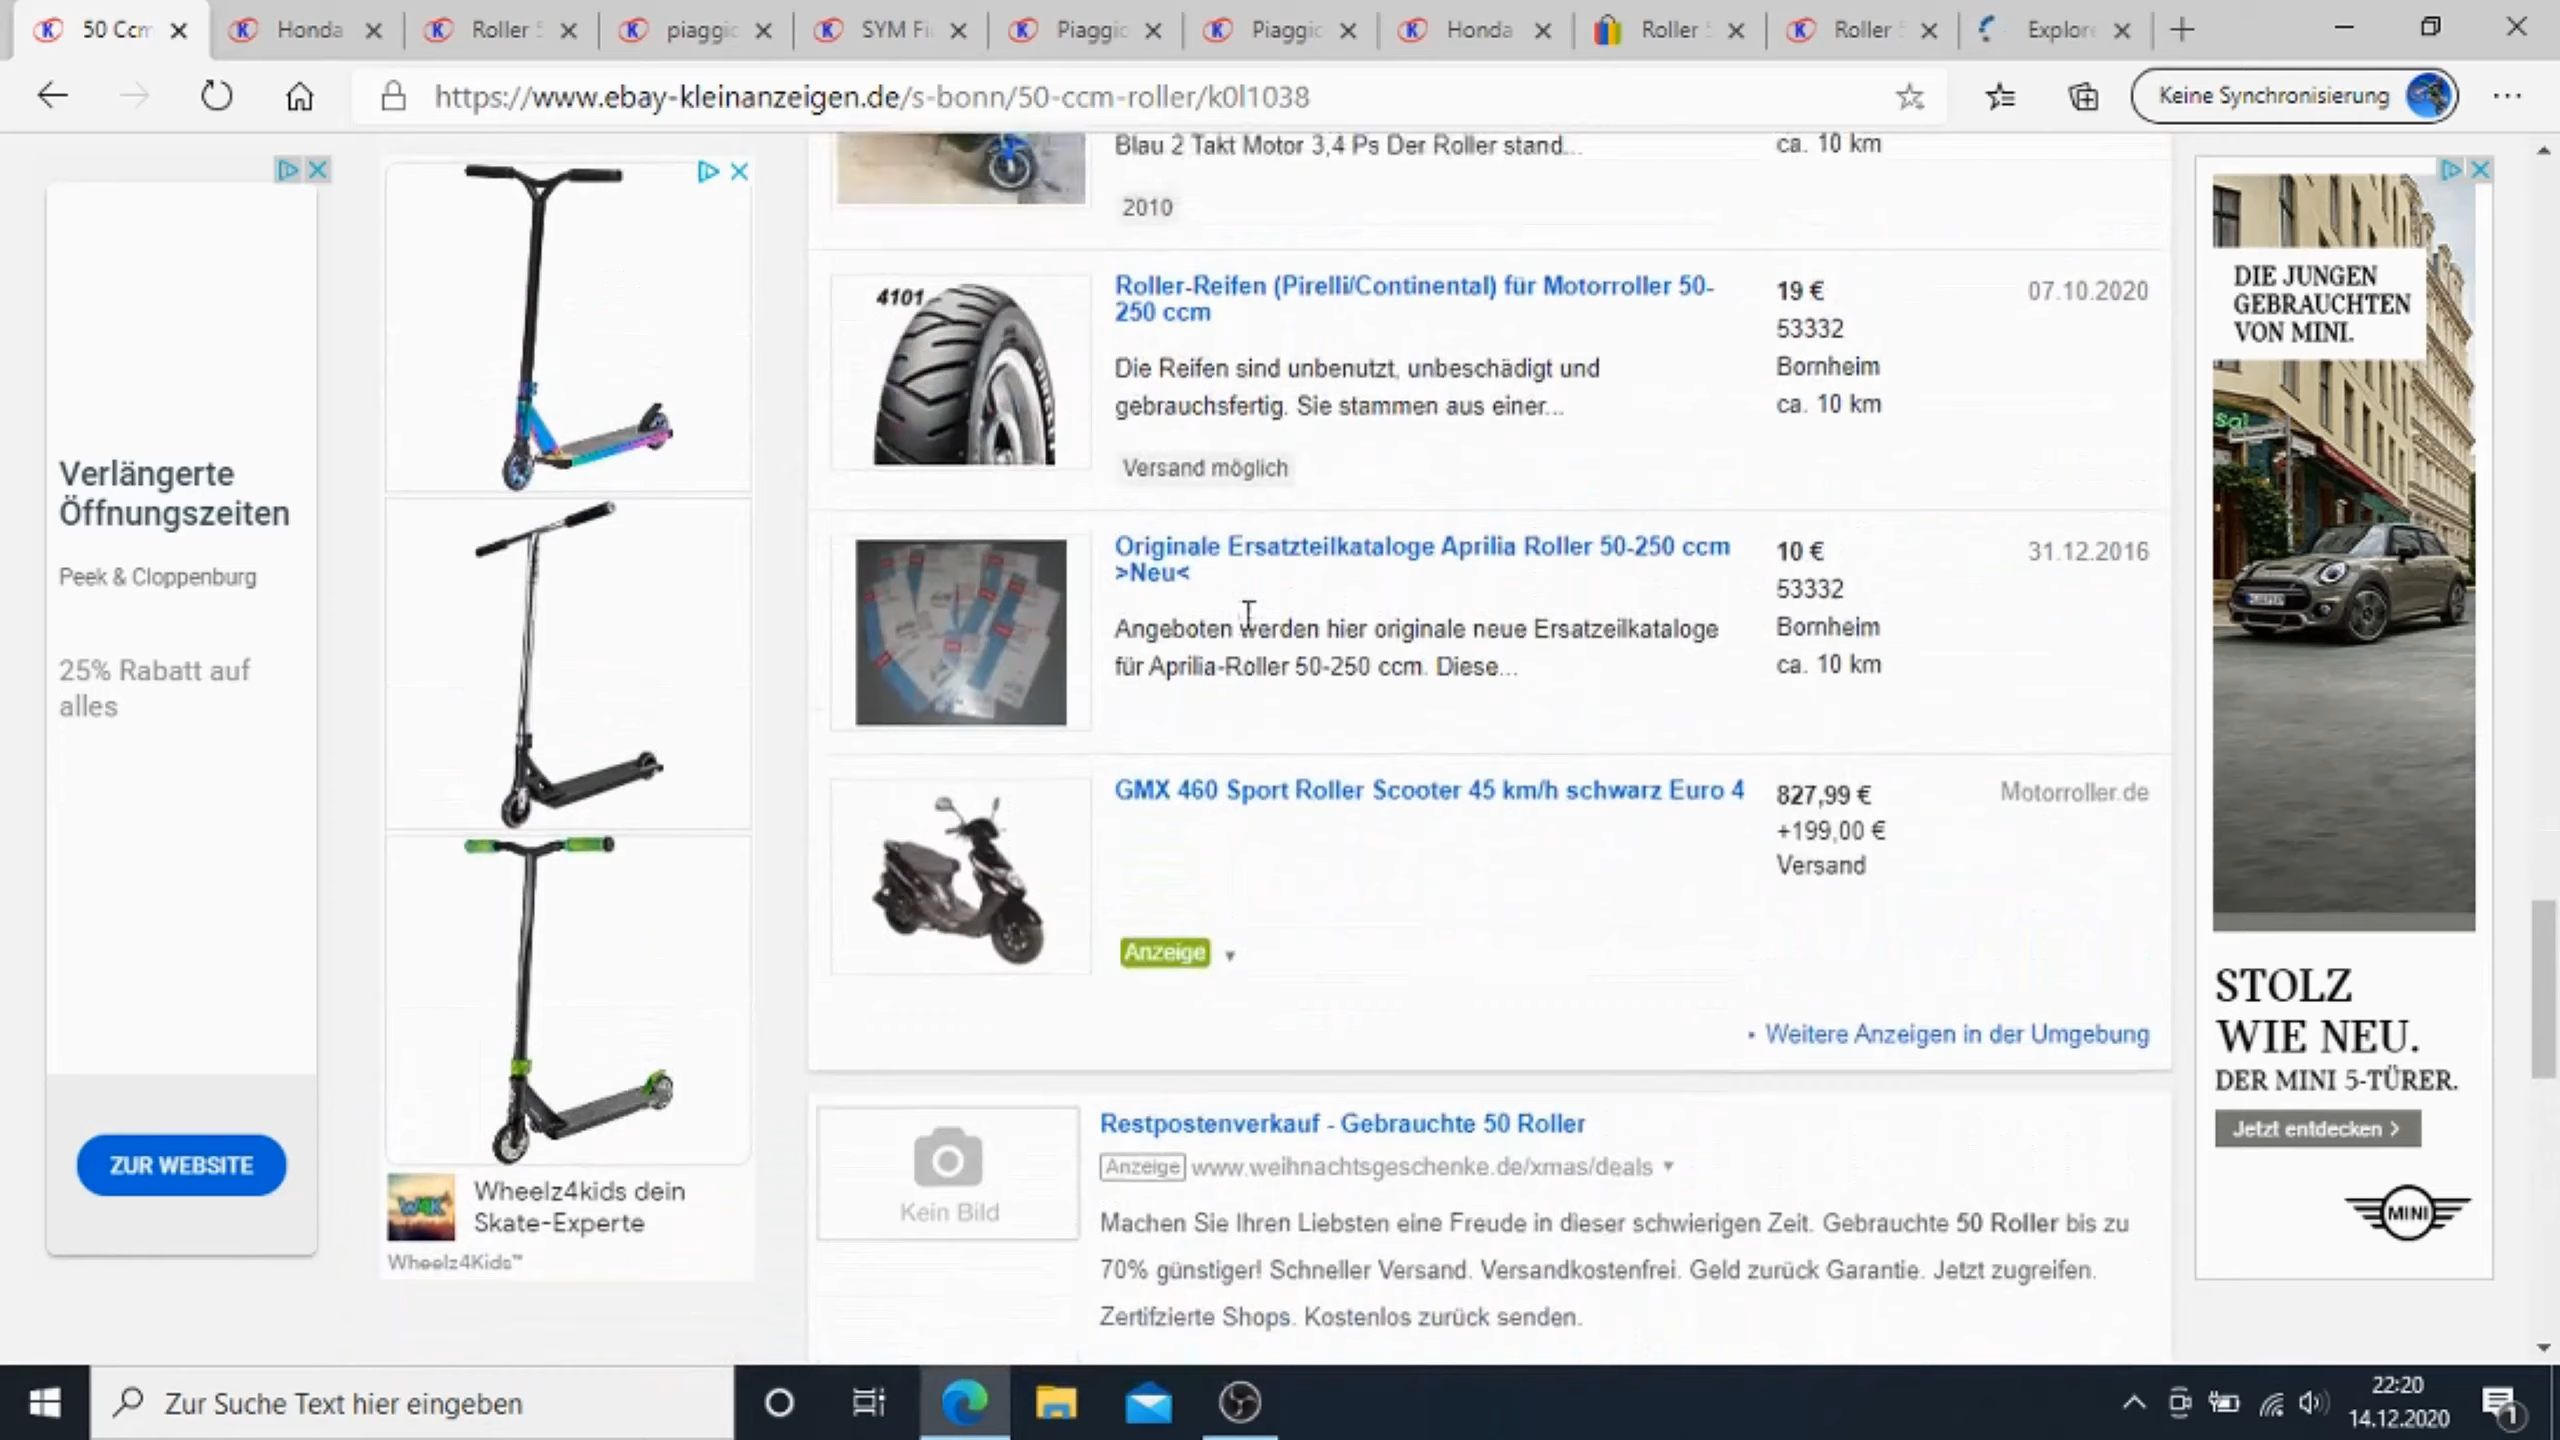 50 Ccm
Honda
Roller
piaggio
SYM Fi
Piaggio
Piaggio
Honda
Roller
Roller
Explore
https://www.ebay-kleinanzeigen.de/s-bonn/50-ccm-roller/k0l1038
Keine Synchronisierung
Verlängerte
Öffnungszeiten
Peek & Cloppenburg
25% Rabatt auf
alles
ZUR WEBSITE
W4K
Wheelz4kids dein
Skate-Experte
Wheelz4Kids™
Blau 2 Takt Motor 3,4 Ps Der Roller stand...
ca. 10 km
2010
4101
Roller-Reifen (Pirelli/Continental) für Motorroller 50-
250 ccm
19 €
07.10.2020
53332
Bornheim
ca. 10 km
Die Reifen sind unbenutzt, unbeschädigt und
gebrauchsfertig. Sie stammen aus einer...
Versand möglich
Originale Ersatzteilkataloge Aprilia Roller 50-250 ccm
>Neu<
10 €
31.12.2016
53332
Bornheim
ca. 10 km
Angeboten werden hier originale neue Ersatzeilkataloge
für Aprilia-Roller 50-250 ccm. Diese...
GMX 460 Sport Roller Scooter 45 km/h schwarz Euro 4
827,99 €
+199,00 €
Versand
Motorroller.de
Anzeige
Weitere Anzeigen in der Umgebung
Kein Bild
Restpostenverkauf - Gebrauchte 50 Roller
Anzeige www.weihnachtsgeschenke.de/xmas/deals
Machen Sie Ihren Liebsten eine Freude in dieser schwierigen Zeit. Gebrauchte 50 Roller bis zu
70% günstiger! Schneller Versand. Versandkostenfrei. Geld zurück Garantie. Jetzt zugreifen.
Zertifzierte Shops. Kostenlos zurück senden.
DIE JUNGEN
GEBRAUCHTEN
VON MINI.
STOLZ
WIE NEU.
DER MINI 5-TÜRER.
Jetzt entdecken >
MINI
Zur Suche Text hier eingeben
22:20
14.12.2020
1